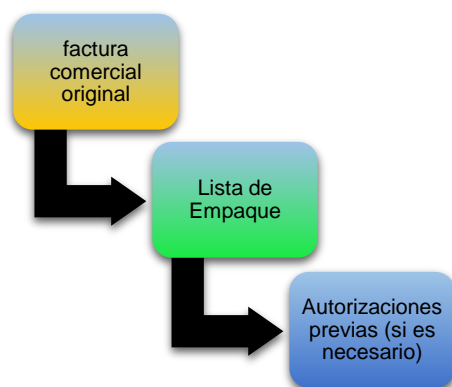 factura
comercial
original
Lista de
Empaque
Autorizaciones
previas (si es
necesario)